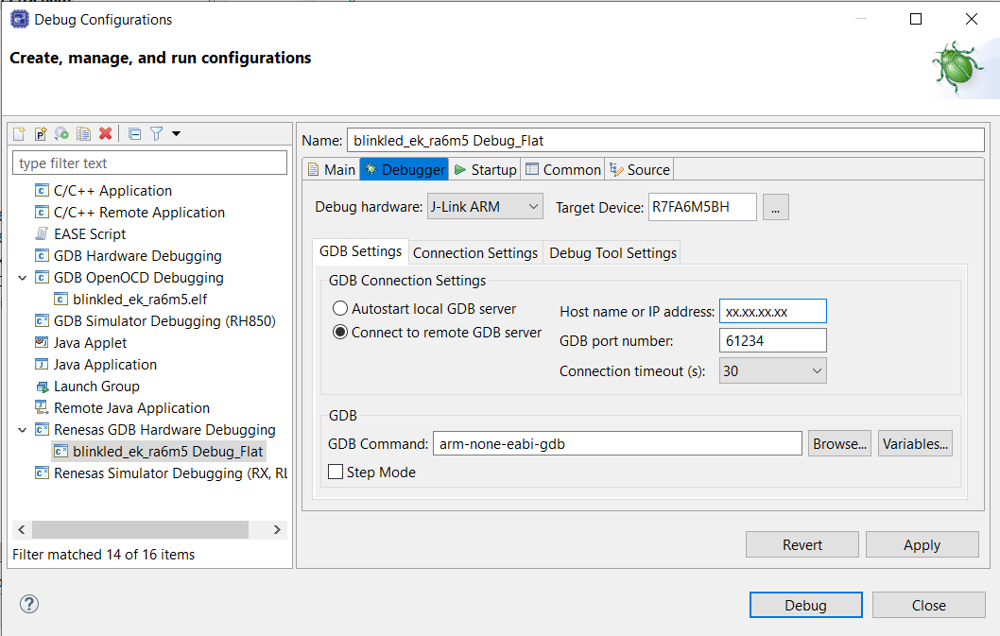 Debug Configurations
Create, manage, and run configurations
type filter text
C/C++ Application
C/C++ Remote Application
EASE Script
GDB Hardware Debugging
GDB OpenOCD Debugging
blinkled_ek_ra6m5.elf
GDB Simulator Debugging (RH850)
Java Applet
Java Application
Launch Group
Remote Java Application
Renesas GDB Hardware Debugging
blinkled_ek_ra6m5 Debug_Flat
Renesas Simulator Debugging (RX, RL
Filter matched 14 of 16 items
Name: blinkled_ek_ra6m5 Debug_Flat
Main Debugger Startup Common Source
Debug hardware: J-Link ARM Target Device: R7FA6M5BH ...
GDB Settings Connection Settings Debug Tool Settings
GDB Connection Settings
Autostart local GDB server
Connect to remote GDB server
Host name or IP address: xx.xx.xx.xx
GDB port number: 61234
Connection timeout (s): 30
GDB
GDB Command: arm-none-eabi-gdb Browse... Variables...
Step Mode
Revert Apply
? Debug Close